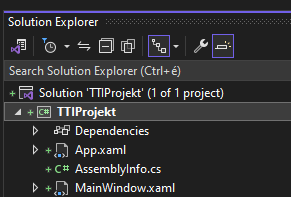 Solution Explorer
Search Solution Explorer (Ctrl+é)
Solution 'TTIProjekt' (1 of 1 project)
C# TTIProjekt
Dependencies
App.xaml
C# AssemblyInfo.cs
MainWindow.xaml